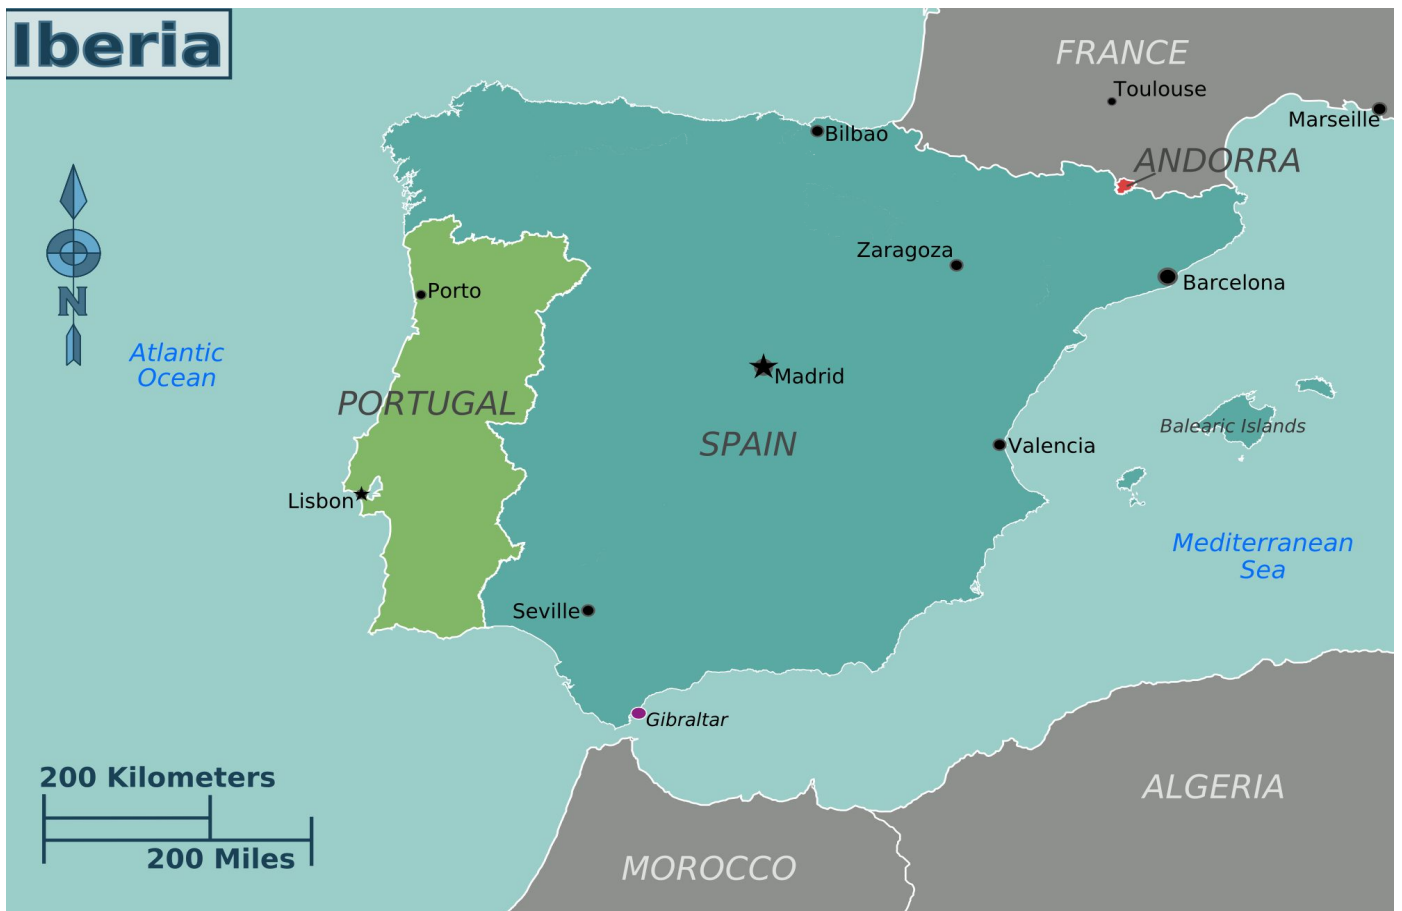 Iberia
FRANCE
Toulouse
Marseille
Bilbao
ANDORRA
Zaragoza
Barcelona
N
Porto
Atlantic
Ocean
Madrid
PORTUGAL
SPAIN
Balearic Islands
Valencia
Lisbon
Mediterranean
Sea
Seville
Gibraltar
200 Kilometers
200 Miles
ALGERIA
MOROCCO